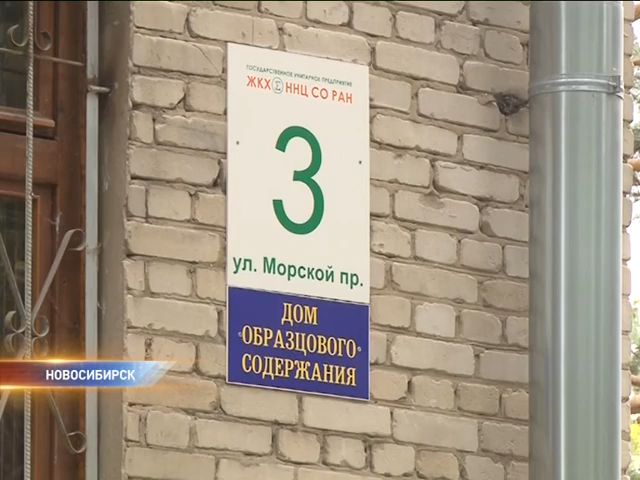 ГОСУДАРСТВЕННОЕ УНИТАРНОЕ ПРЕДПРИЯТИЕ
ЖКХ ННЦ СО РАН
3
ул. Морской пр.
ДОМ
«ОБРАЗЦОВОГО»
СОДЕРЖАНИЯ
НОВОСИБИРСК